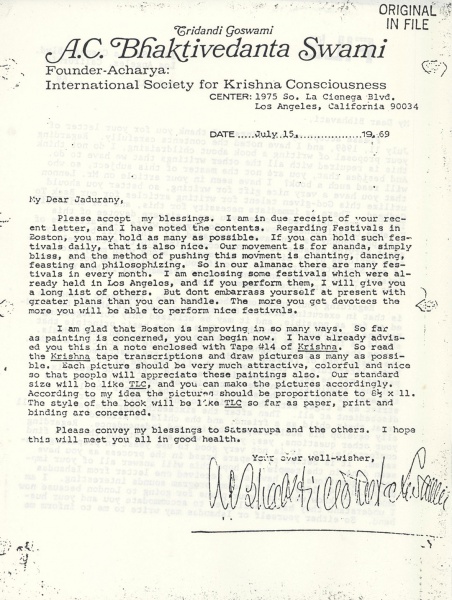 ORIGINAL
IN FILE
Tridandi Goswami
A.C. Bhaktivedanta Swami
Founder-Acharya:
International Society for Krishna Consciousness
CENTER: 1975 So. La Cienega Blvd.
Los Angeles, California 90034
DATE ....July 15,...............19..69
My Dear Jadurany,
Please accept my blessings. I am in due receipt of your rec-
ent letter, and I have noted the contents. Regarding Festivals in
Boston, you may hold as many as possible. If you can hold such fes-
tivals daily, that is also nice. Our movement is for ananda, simply
bliss, and the method of pushing this movment is chanting, dancing,
feasting and philosophizing. So in our almanac there are many fes-
tivals in every month. I am enclosing some festivals which were al-
ready held in Los Angeles, and if you perform them, I will give you
a long list of others. But dont embarrass yourself at present with
greater plans than you can handle. The more you get devotees the
more you will be able to perform nice festivals.
I am glad that Boston is improving in so many ways. So far
as painting is concerned, you can begin now. I have already advis-
ed you this in a note enclosed with Tape #14 of Krishna. So read
the Krishna tape transcriptions and draw pictures as many as possi-
ble. Each picture should be very much attractive, colorful and nice
so that people will appreciate these paintings also. Our standard
size will be like TLC, and you can make the pictures accordingly.
According to my idea the pictures should be proportionate to 8½ x 11.
The style of the book will be like TLC so far as paper, print and
binding are concerned.
Please convey my blessings to Satsvarupa and the others. I hope
this will meet you all in good health.
Your ever well-wisher,
A.C. Bhaktivedanta Swami